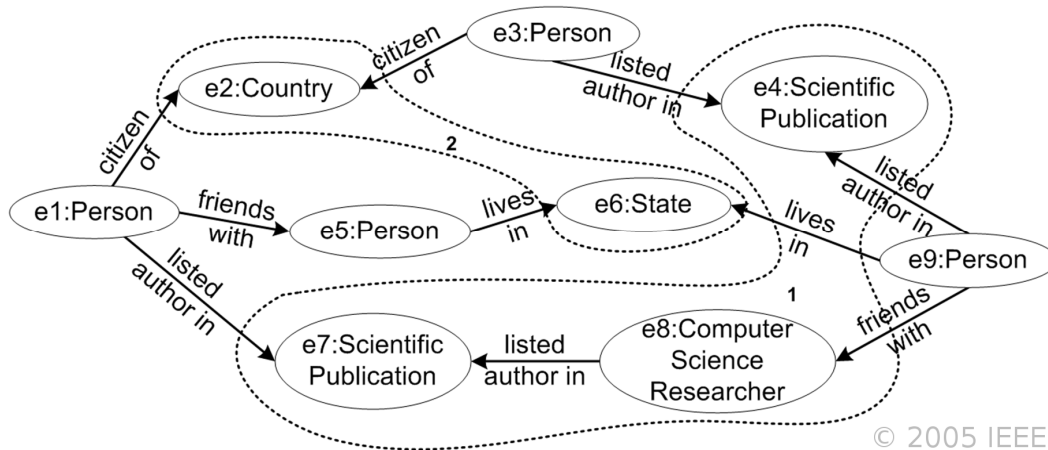 e3:Person
citizen
of
listed
author in
e2:Country
e4:Scientific
Publication
citizen
of
2
listed
author in
e1:Person
friends
with
e5:Person
lives
in
e6:State
lives
in
e9:Person
listed
author in
1
friends
with
e7:Scientific
Publication
listed
author in
e8:Computer
Science
Researcher
© 2005 IEEE